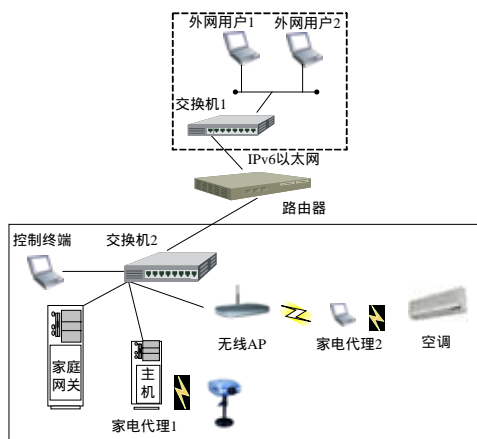 外网用户1
外网用户2
交换机1
IPv6以太网
路由器
控制终端
交换机2
无线AP
家电代理2
空调
家庭
网关
主
机
家电代理1